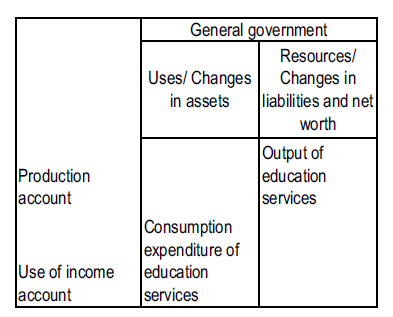 General government
Uses/ Changes
in assets
Resources/
Changes in
liabilities and net
worth
Production
account
Output of
education
services
Use of income
account
Consumption
expenditure of
education
services